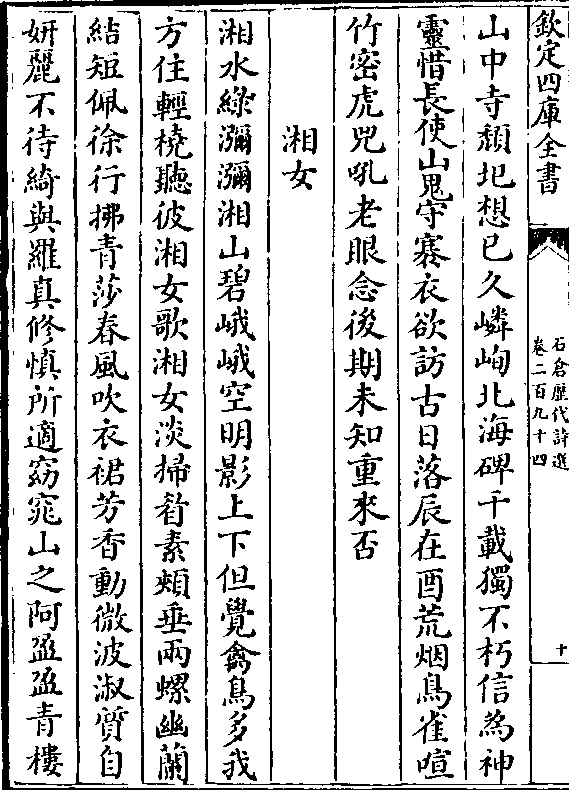 欽定四庫全書
石倉歷代詩選
卷二百九十四
十
山中寺頽圯想已久嶙峋北海碑千載獨不朽信為神
靈惜長使山鬼守褰衣欲訪古日落辰在酉荒烟鳥雀喧
竹密虎兕吼老眼念後期未知重來否
湘女
湘水綠瀰瀰湘山碧峨峨空明影上下但覺禽鳥多我
方住輕橈聽彼湘女歌湘女淡掃眉素頰垂兩螺幽蘭
結短佩徐行拂青莎春風吹衣裙芳香動微波淑質自
妍麗不待綺與羅真修慎所適窈窕山之阿盈盈青樓